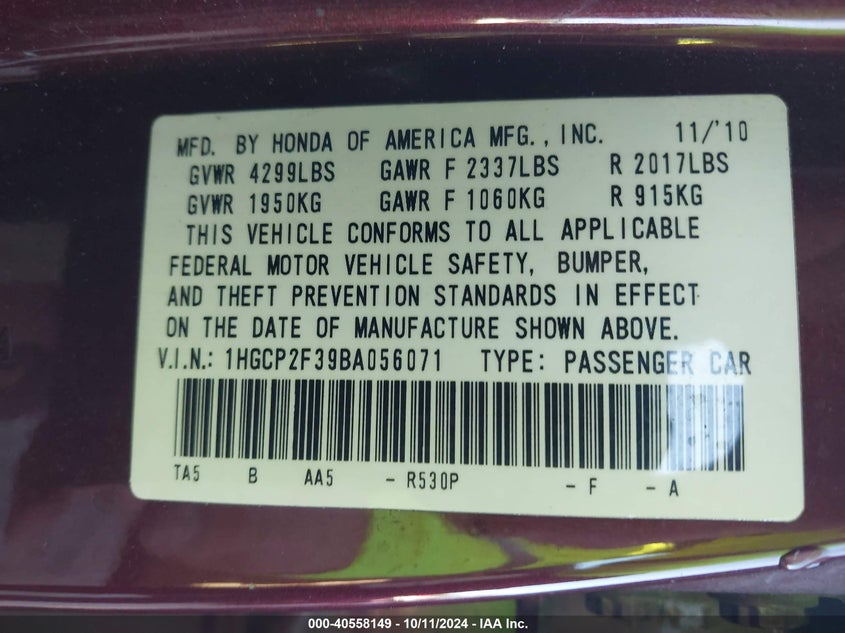 MFD. BY HONDA OF AMERICA MFG., INC. 11/'10
GVWR 4299LBS GAWR F 2337LBS R 2017LBS
GVWR 1950KG GAWR F 1060KG R 915KG
THIS VEHICLE CONFORMS TO ALL APPLICABLE
FEDERAL MOTOR VEHICLE SAFETY, BUMPER,
AND THEFT PREVENTION STANDARDS IN EFFECT
ON THE DATE OF MANUFACTURE SHOWN ABOVE.
V.I.N.: 1HGCP2F39BA056071 TYPE: PASSENGER CAR
TA5 B AA5 - R530P - F - A
000-40558149 - 10/11/2024 - IAA Inc.